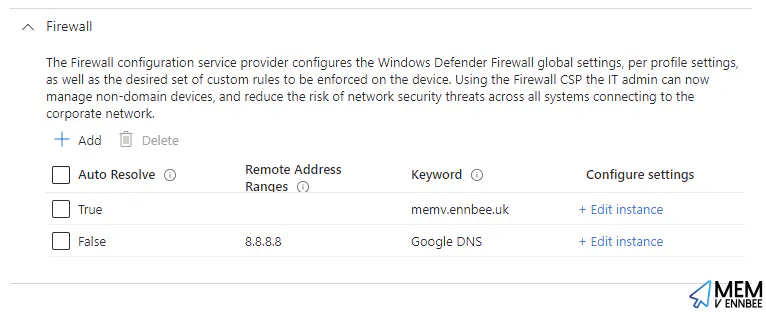 Firewall
The Firewall configuration service provider configures the Windows Defender Firewall global settings, per profile settings,
as well as the desired set of custom rules to be enforced on the device. Using the Firewall CSP the IT admin can now
manage non-domain devices, and reduce the risk of network security threats across all systems connecting to the
corporate network.
+ Add Delete
Auto Resolve Remote Address Ranges Keyword Configure settings
True memv.ennbee.uk + Edit instance
False 8.8.8.8 Google DNS + Edit instance
MEM
V ENNBEE